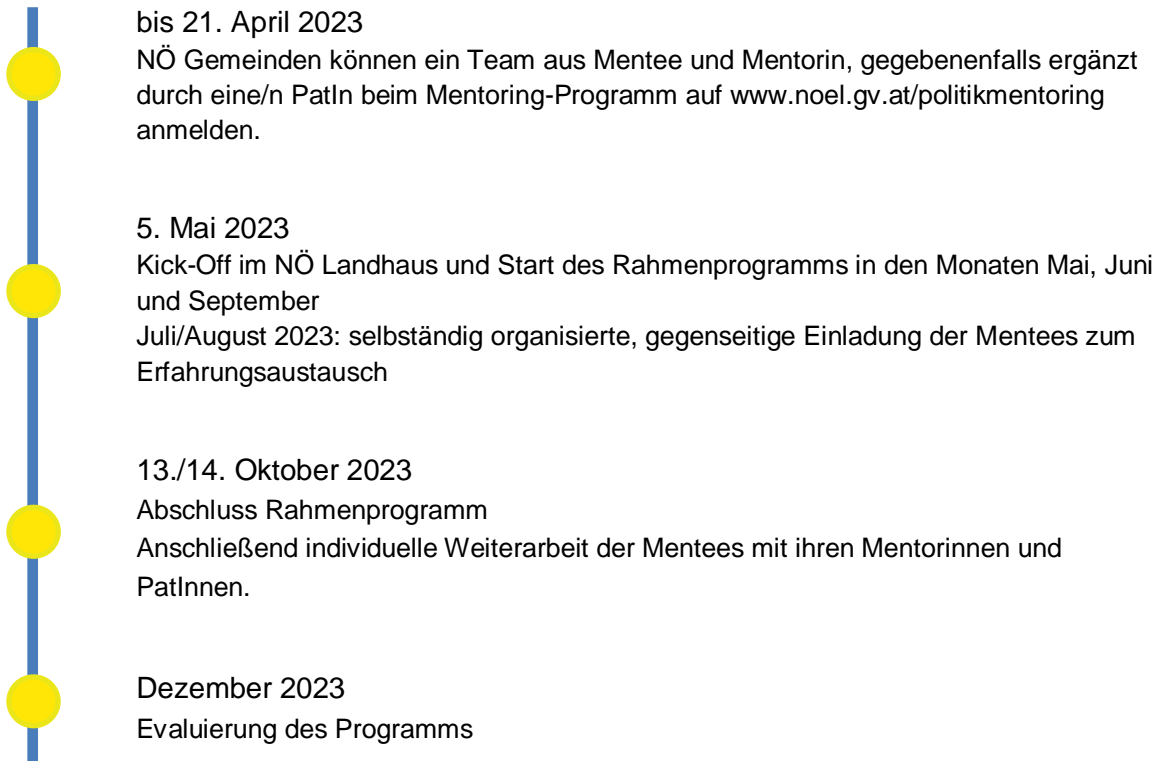 bis 21. April 2023
NÖ Gemeinden können ein Team aus Mentee und Mentorin, gegebenenfalls ergänzt
durch eine/n PatIn beim Mentoring-Programm auf www.noel.gv.at/politikmentoring
anmelden.
5. Mai 2023
Kick-Off im NÖ Landhaus und Start des Rahmenprogramms in den Monaten Mai, Juni
und September
Juli/August 2023: selbständig organisierte, gegenseitige Einladung der Mentees zum
Erfahrungsaustausch
13./14. Oktober 2023
Abschluss Rahmenprogramm
Anschließend individuelle Weiterarbeit der Mentees mit ihren Mentorinnen und
PatInnen.
Dezember 2023
Evaluierung des Programms